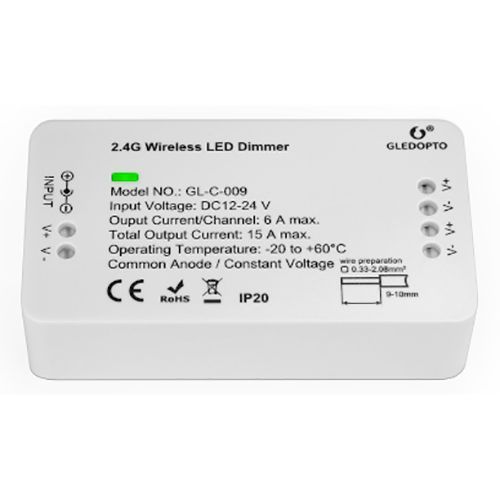 2.4G Wireless LED Dimmer
GLEDOPTO
®
INPUT
V+
V -
Model NO.: GL-C-009
Input Voltage: DC12-24 V
Ouput Current/Channel: 6 A max.
Total Output Current: 15 A max.
Operating Temperature: -20 to +60°C
Common Anode / Constant Voltage
CE
RoHS
IP20
wire preparation
0.33-2.08mm²
9-10mm
V+
V-
V+
V-